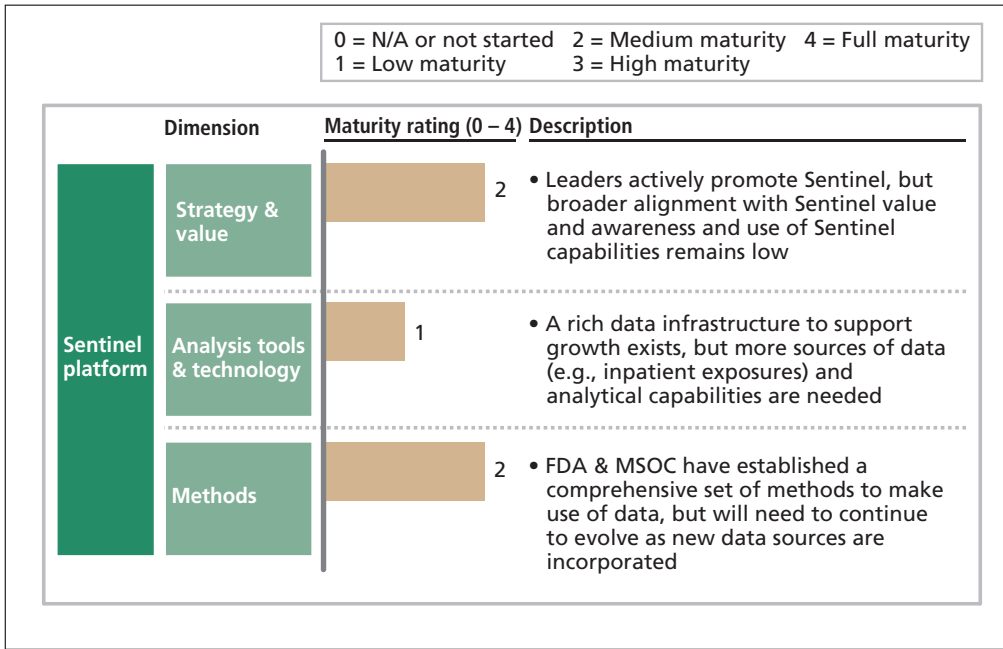 0 = N/A or not started 2 = Medium maturity 4 = Full maturity
1 = Low maturity 3 = High maturity
Dimension Maturity rating (0 – 4) Description
Sentinel
platform
Strategy &
value
2
• Leaders actively promote Sentinel, but
broader alignment with Sentinel value
and awareness and use of Sentinel
capabilities remains low
Analysis tools
& technology
1
• A rich data infrastructure to support
growth exists, but more sources of data
(e.g., inpatient exposures) and
analytical capabilities are needed
Methods
2
• FDA & MSOC have established a
comprehensive set of methods to make
use of data, but will need to continue
to evolve as new data sources are
incorporated